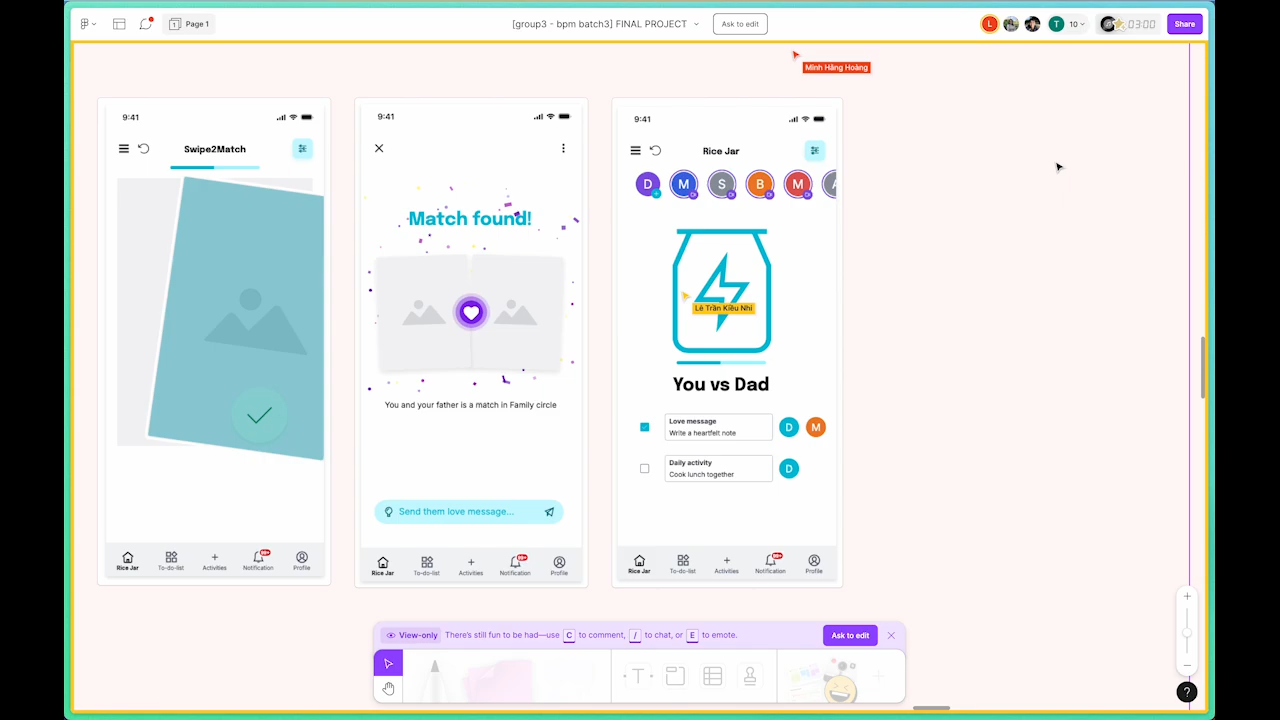 Page 1
[group3 - bpm batch3] FINAL PROJECT
Ask to edit
L
T
10
03:00
Share
Minh Hằng Hoàng
9:41
Swipe2Match
Rice Jar
To-do-list
Activities
99+
Notification
Profile
9:41
Match found!
You and your father is a match in Family circle
Send them love message...
Rice Jar
To-do-list
Activities
99+
Notification
Profile
9:41
Rice Jar
D
M
S
B
M
A
Lê Trần Kiều Nhi
You vs Dad
Love message
Write a heartfelt note
D
M
Daily activity
Cook lunch together
D
Rice Jar
To-do-list
Activities
99+
Notification
Profile
View-only There's still fun to be had—use C to comment, / to chat, or E to emote.
Ask to edit
T
?